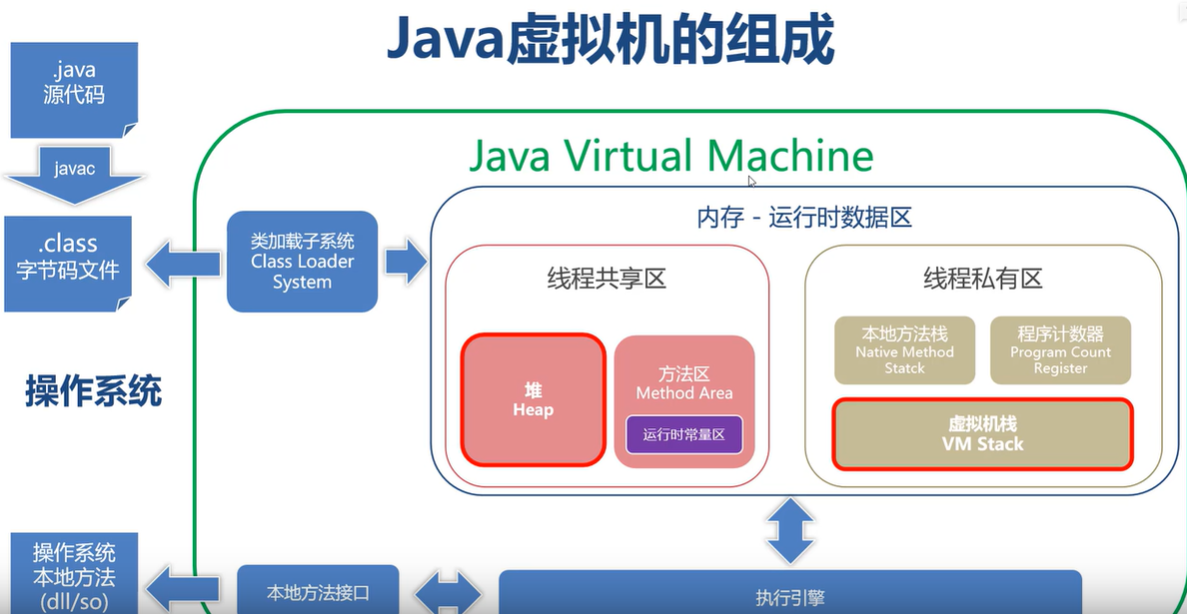 Java虚拟机的组成
.java
源代码
javac
.class
字节码文件
操作系统
操作系统
本地方法
(dll/so)
Java Virtual Machine
类加载子系统
Class Loader
System
内存 - 运行时数据区
线程共享区
堆
Heap
方法区
Method Area
运行时常量区
线程私有区
本地方法栈
Native Method
Statck
程序计数器
Program Count
Register
虚拟机栈
VM Stack
本地方法接口
执行引擎